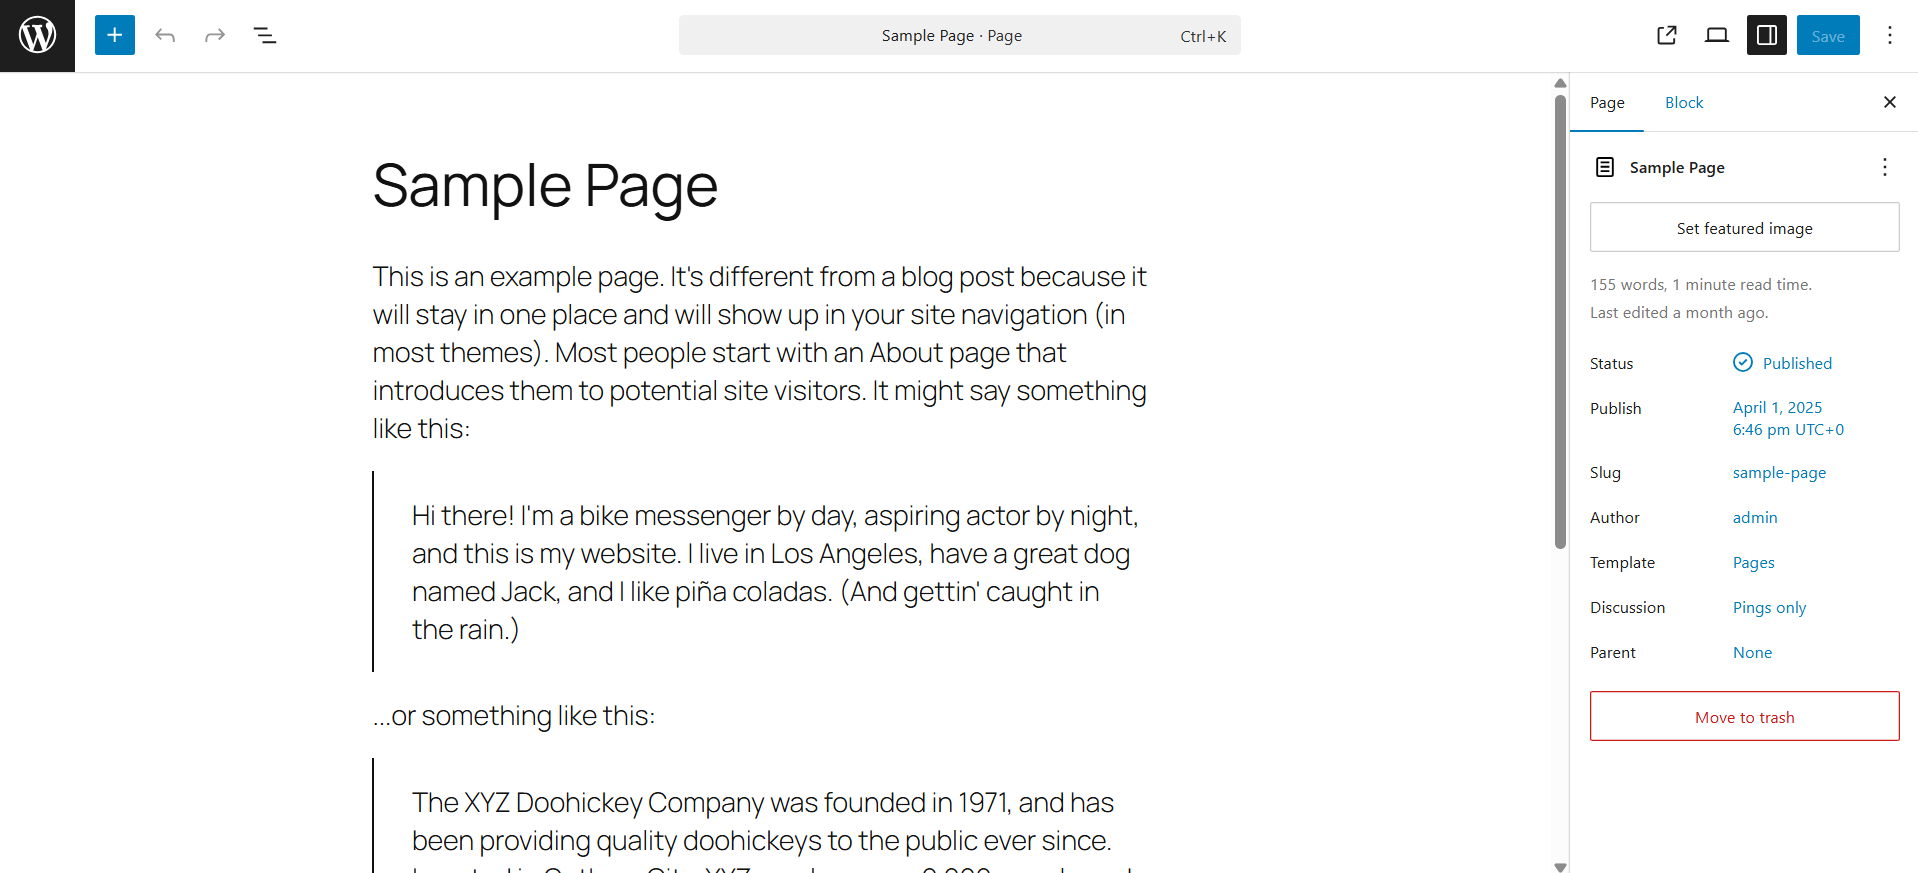 Sample Page · Page
Ctrl+K
Save
Sample Page
This is an example page. It's different from a blog post because it
will stay in one place and will show up in your site navigation (in
most themes). Most people start with an About page that
introduces them to potential site visitors. It might say something
like this:
Hi there! I'm a bike messenger by day, aspiring actor by night,
and this is my website. I live in Los Angeles, have a great dog
named Jack, and I like piña coladas. (And gettin' caught in
the rain.)
...or something like this:
The XYZ Doohickey Company was founded in 1971, and has
been providing quality doohickeys to the public ever since.
Page
Block
Sample Page
Set featured image
155 words, 1 minute read time.
Last edited a month ago.
Status
Published
Publish
April 1, 2025
6:46 pm UTC+0
Slug
sample-page
Author
admin
Template
Pages
Discussion
Pings only
Parent
None
Move to trash